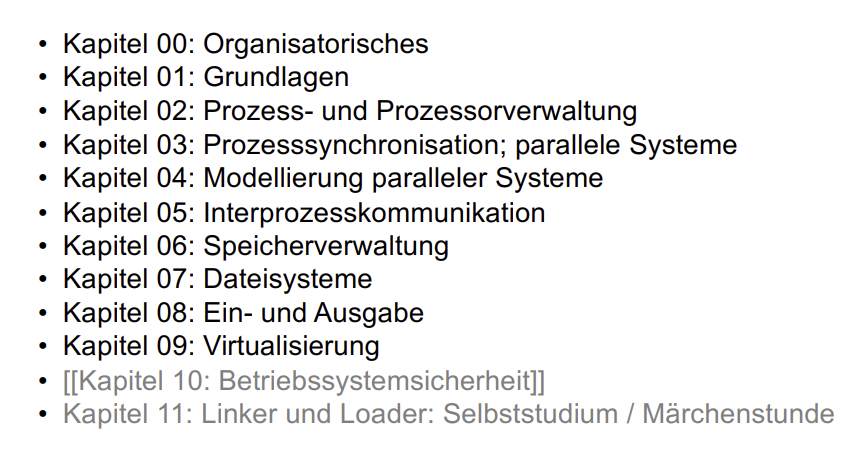 • Kapitel 00: Organisatorisches
• Kapitel 01: Grundlagen
• Kapitel 02: Prozess- und Prozessorverwaltung
• Kapitel 03: Prozesssynchronisation; parallele Systeme
• Kapitel 04: Modellierung paralleler Systeme
• Kapitel 05: Interprozesskommunikation
• Kapitel 06: Speicherverwaltung
• Kapitel 07: Dateisysteme
• Kapitel 08: Ein- und Ausgabe
• Kapitel 09: Virtualisierung
• [[Kapitel 10: Betriebssystemsicherheit]]
• Kapitel 11: Linker und Loader: Selbststudium / Märchenstunde